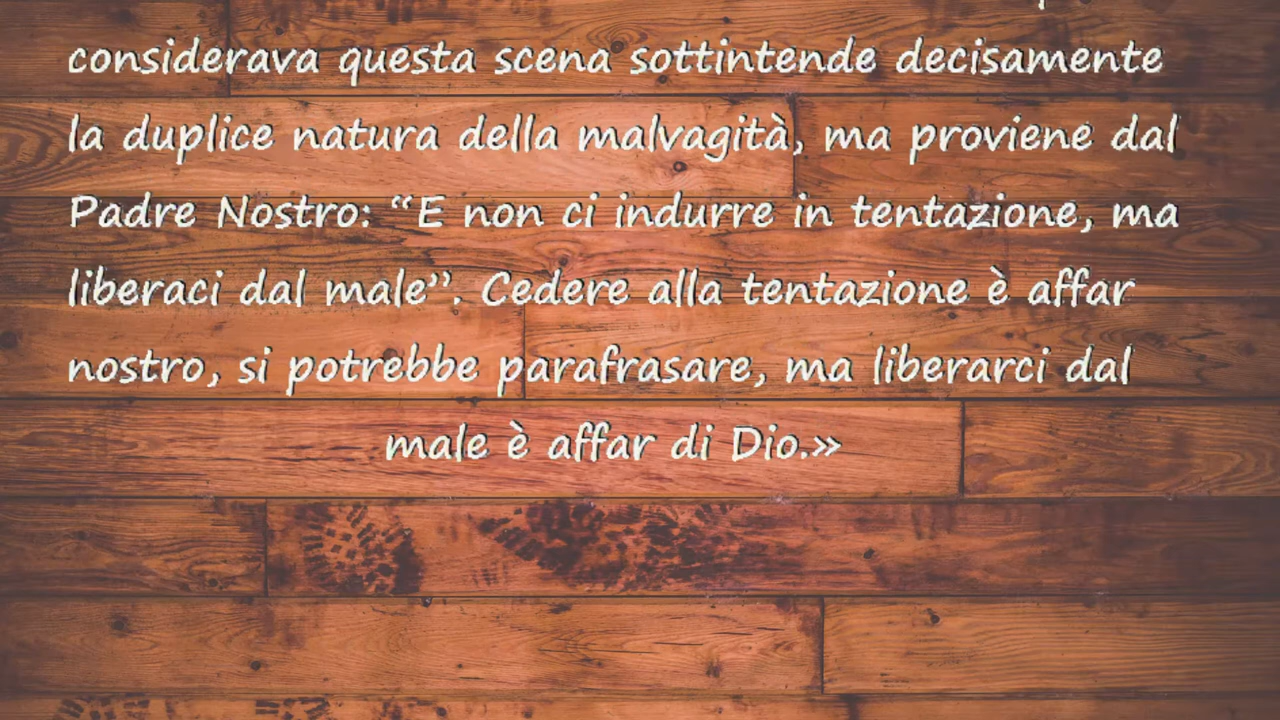 considerava questa scena sottintende decisamente
la duplice natura della malvagità, ma proviene dal
Padre Nostro: “E non ci indurre in tentazione, ma
liberaci dal male”. Cedere alla tentazione è affar
nostro, si potrebbe parafrasare, ma liberarci dal
male è affar di Dio.»